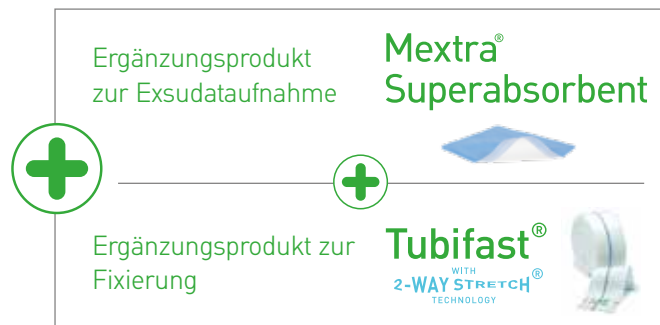 Ergänzungsprodukt
zur Exsudataufnahme
Mextra®
Superabsorbent
Ergänzungsprodukt zur
Fixierung
Tubifast®
WITH
2-WAY STRETCH®
TECHNOLOGY